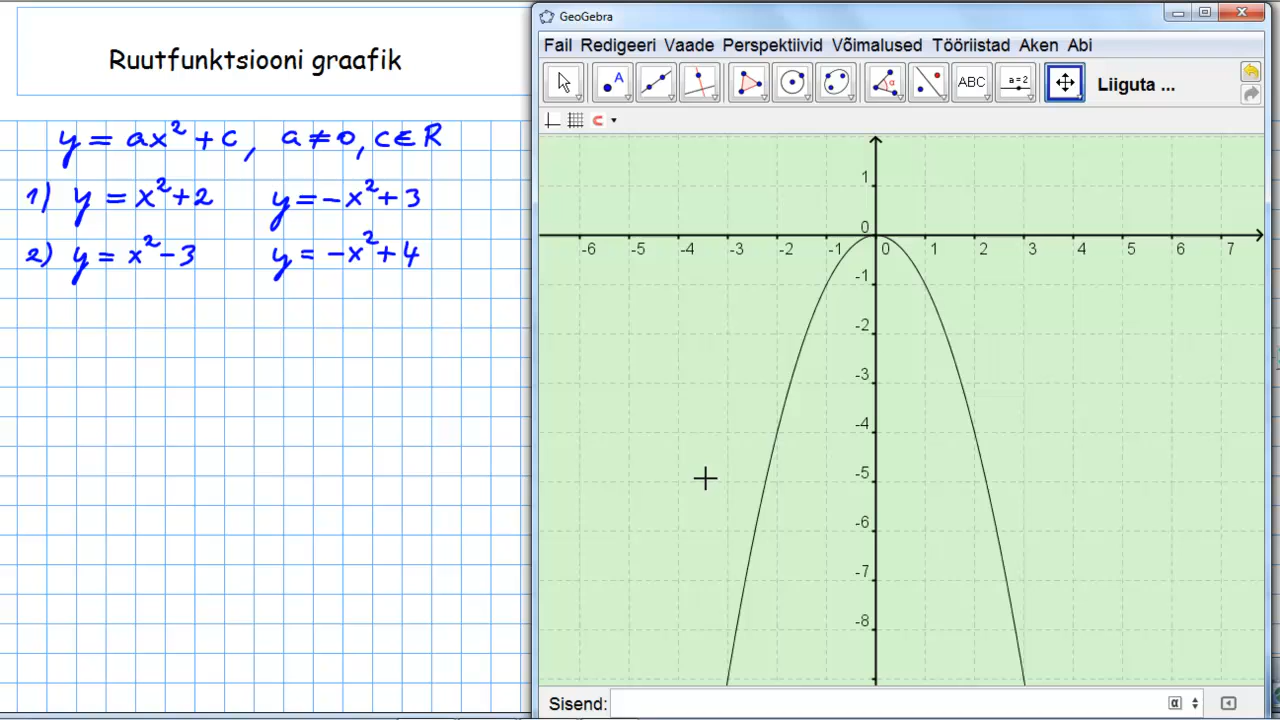 Ruutfunktsiooni graafik
y = ax² + c, a ≠ 0, c ∈ R
1) y = x² + 2 y = -x² + 3
2) y = x² - 3 y = -x² + 4
GeoGebra
Fail Redigeeri Vaade Perspektiivid Võimalused Tööriistad Aken Abi
A α ABC a=2 Liiguta ...
1
0
-6 -5 -4 -3 -2 -1 0 1 2 3 4 5 6 7
-1
-2
-3
-4
-5
-6
-7
-8
Sisend: α